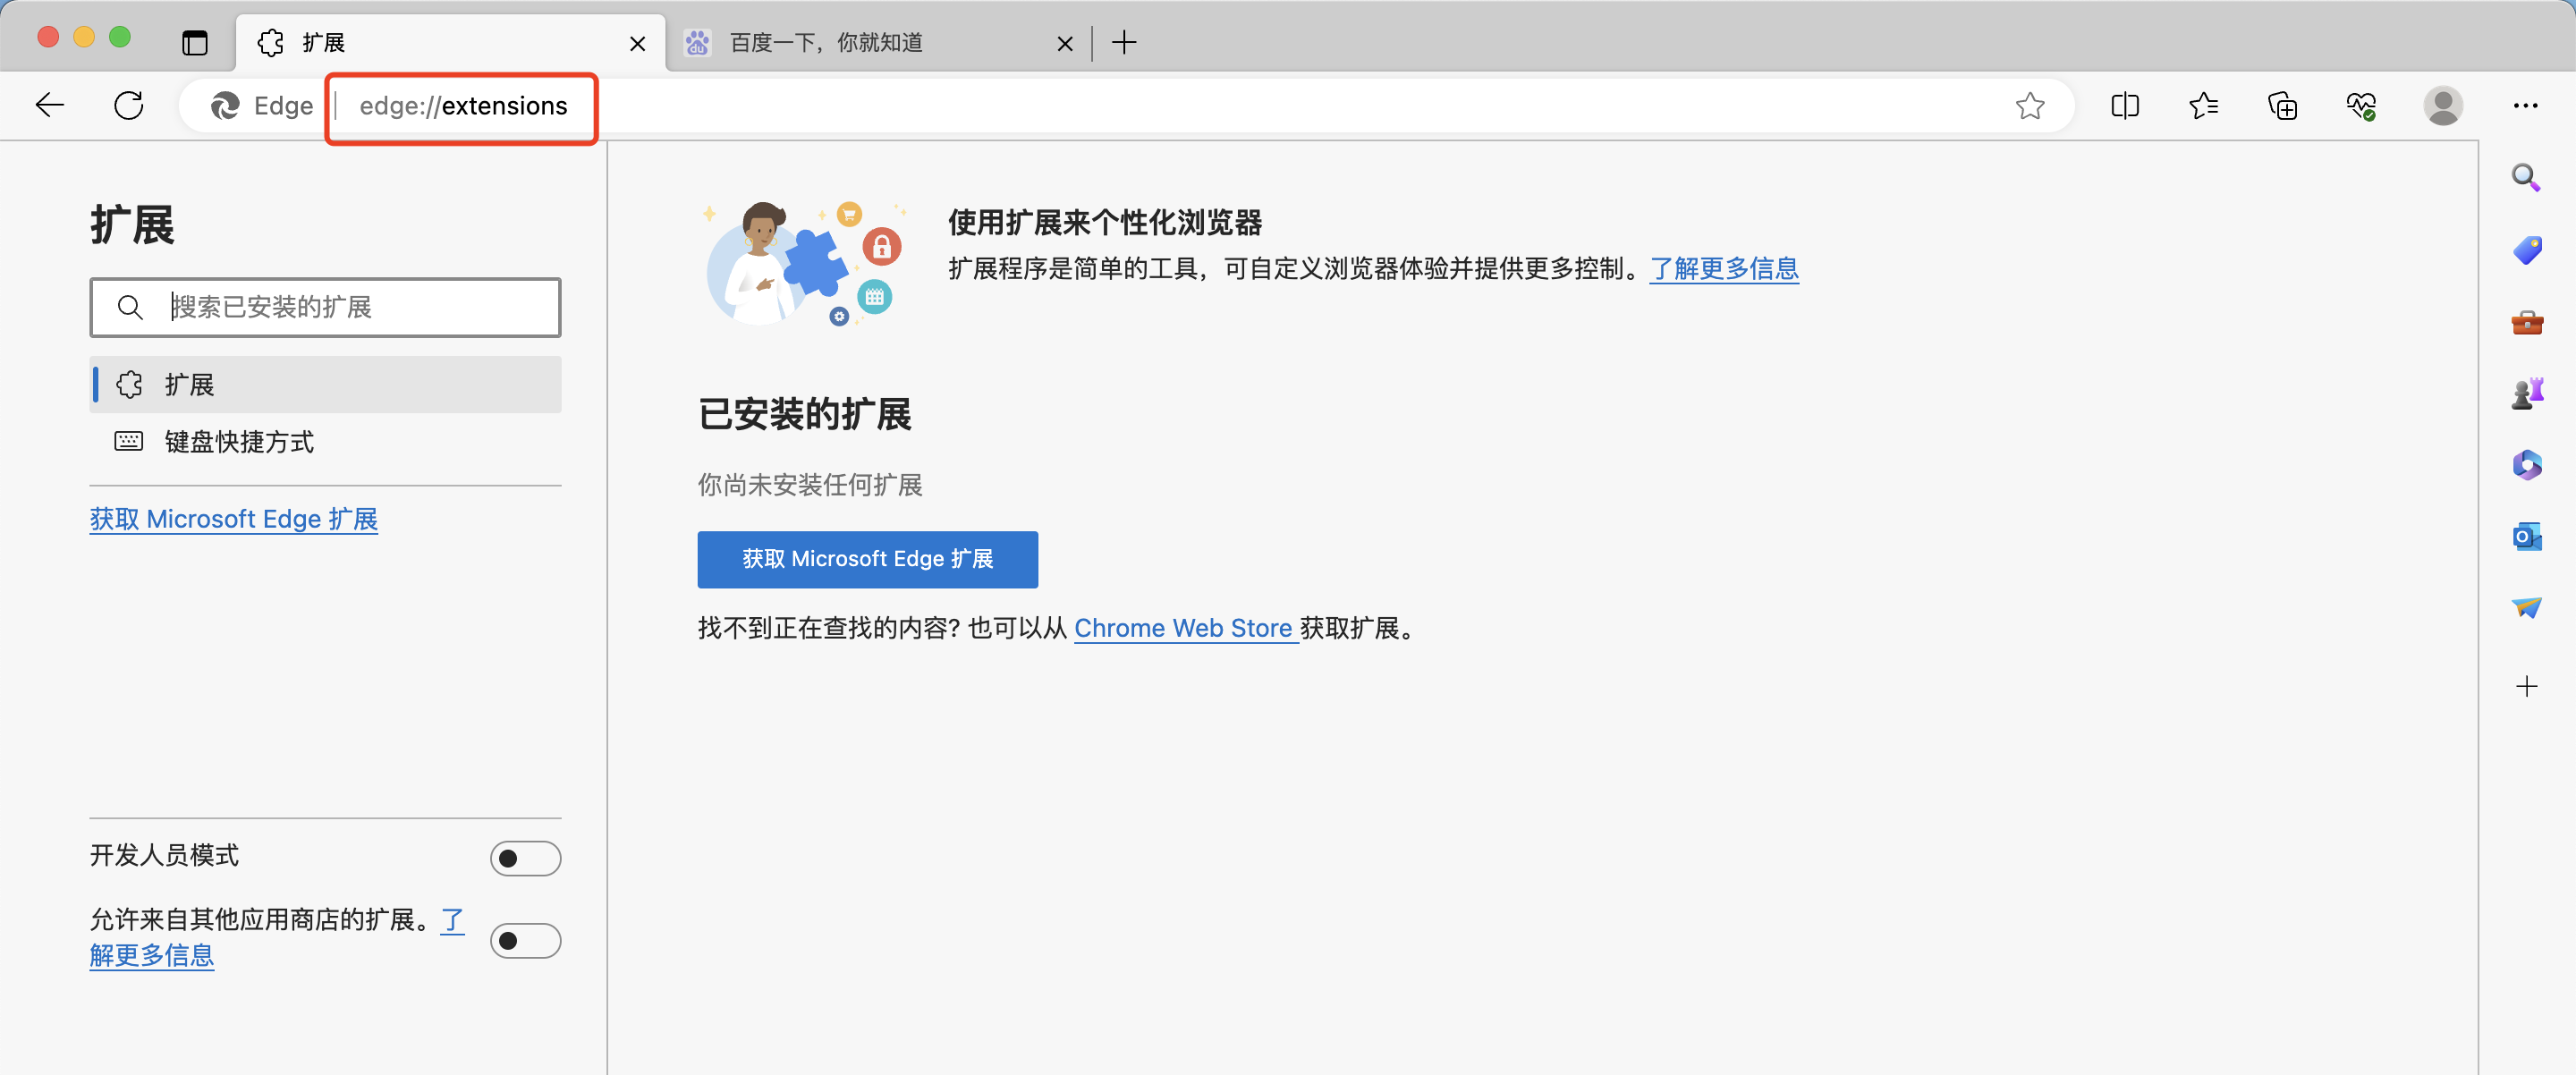 扩展
百度一下，你就知道
Edge
edge://extensions
扩展
搜索已安装的扩展
扩展
键盘快捷方式
获取 Microsoft Edge 扩展
开发人员模式
允许来自其他应用商店的扩展。了
解更多信息
使用扩展来个性化浏览器
扩展程序是简单的工具，可自定义浏览器体验并提供更多控制。了解更多信息
已安装的扩展
你尚未安装任何扩展
获取 Microsoft Edge 扩展
找不到正在查找的内容? 也可以从 Chrome Web Store 获取扩展。